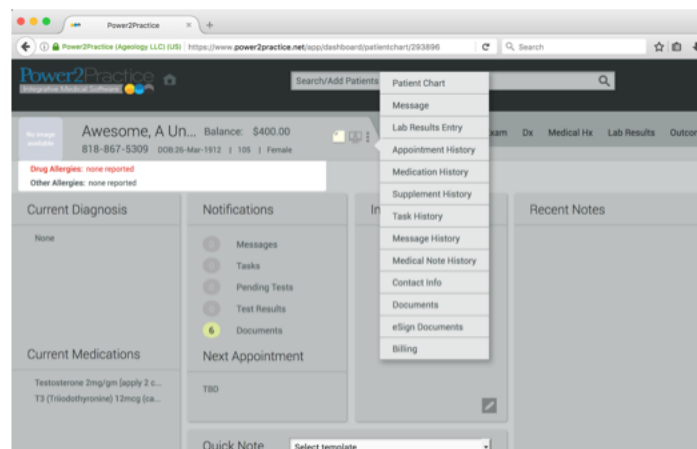 Power2Practice
Power2Practice (Ageology LLC) (US) https://www.power2practice.net/app/dashboard/patientchart/293896
Search
Power2Practice
Integrative Medical Software
Search/Add Patients
No image
available
Awesome, A Un... Balance: $400.00
818-867-5309 DOB:26-Mar-1912 | 105 | Female
xam Dx Medical Hx Lab Results Outcor
Drug Allergies: none reported
Other Allergies: none reported
Patient Chart
Message
Lab Results Entry
Appointment History
Medication History
Supplement History
Task History
Message History
Medical Note History
Contact Info
Documents
eSign Documents
Billing
Current Diagnosis
None
Notifications
Messages
Tasks
Pending Tests
Test Results
6 Documents
In
Recent Notes
Current Medications
Testosterone 2mg/gm [apply 2 c...
T3 (Triiodothyronine) 12mcg (ca...
Next Appointment
TBD
Quick Note Select template